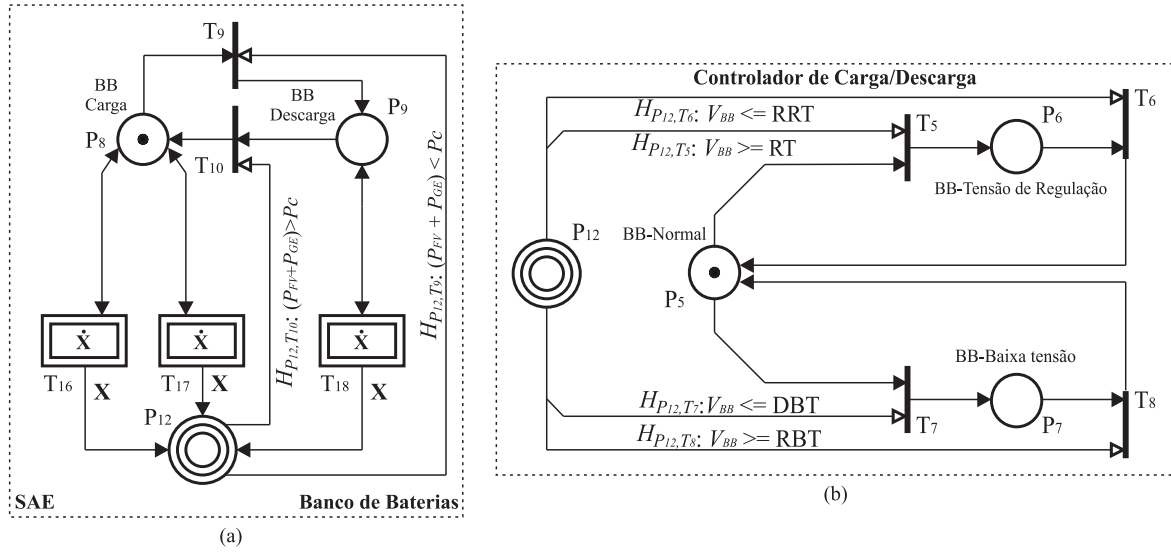 T9
BB
Carga
P8
BB
Descarga
P9
T10
HP12,T10: (PFV+PGE)>Pc
HP12,T9: (PFV + PGE) < Pc
Ẋ
Ẋ
Ẋ
T16
X
T17
X
T18
X
P12
SAE
Banco de Baterias
(a)
Controlador de Carga/Descarga
HP12,T6: VBB <= RRT
T6
HP12,T5: VBB >= RT
T5
P6
BB-Tensão de Regulação
P12
BB-Normal
P5
BB-Baixa tensão
HP12,T7: VBB <= DBT
T7
P7
T8
HP12,T8: VBB >= RBT
(b)